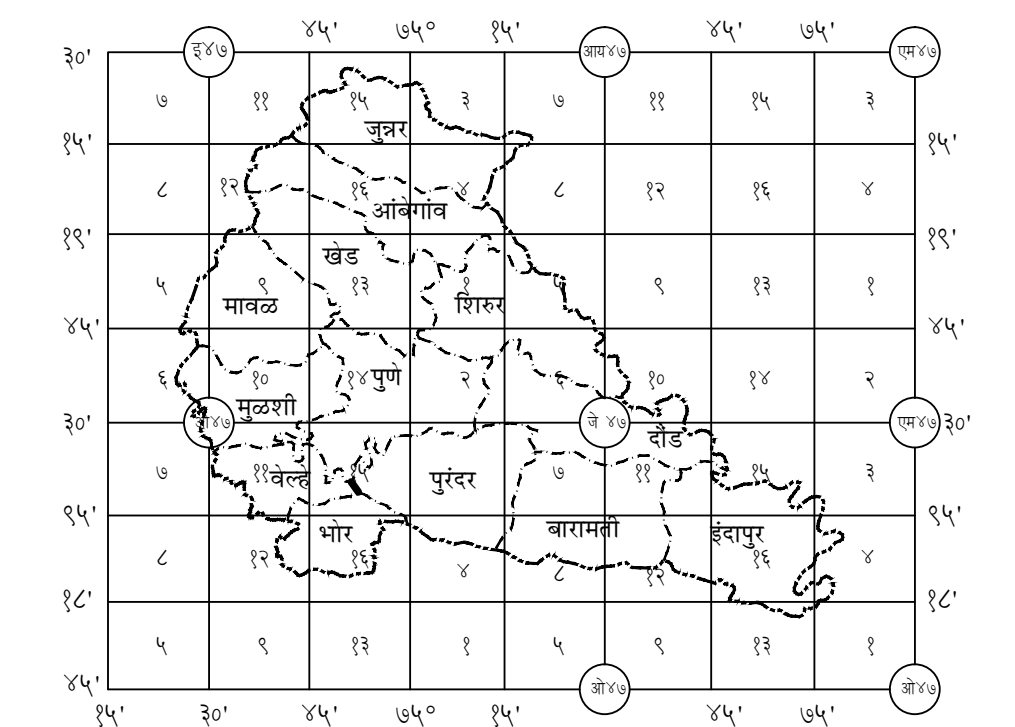 ४५' ७५° १५' ४५' ७५'
३०' इ४७ आय४७ एम४७
७ ११ १५ ३ ७ ११ १५ ३
जुन्नर
१५' १५'
८ १२ १६ ४ ८ १२ १६ ४
आंबेगांव
१९' १९'
खेड
५ ९ १३ १ ५ ९ १३ १
मावळ शिरुर
४५' ४५'
६ १० १४ पुणे २ ६ १० १४ २
मुळशी
३०' जे ४७ एम४७ ३०'
दौंड
७ ११ वेल्हे १५ पुरंदर ७ ११ १५ ३
९५' ९५'
भोर बारामती इंदापुर
८ १२ १६ ४ ८ १२ १६ ४
१८' १८'
५ ९ १३ १ ५ ९ १३ १
४५' ओ४७ ओ४७
१५' ३०' ४५' ७५° १५' ४५' ७५'